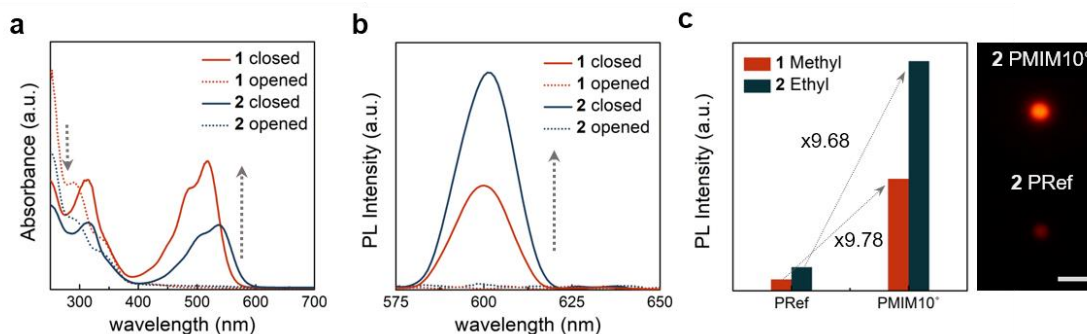 a
1 closed
1 opened
2 closed
2 opened
Absorbance (a.u.)
300 400 500 600 700
wavelength (nm)
b
1 closed
1 opened
2 closed
2 opened
PL Intensity (a.u.)
575 600 625 650
wavelength (nm)
c
1 Methyl
2 Ethyl
x9.68
x9.78
PL Intensity (a.u.)
PRef PMIM10°
2 PMIM10°
2 PRef